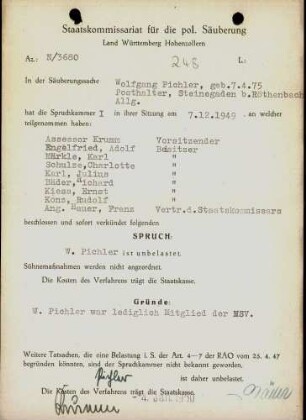 Staatskommissariat für die pol. Säuberung
Land Württemberg Hohenzollern
Az.: N/3660 248 L:
In der Säuberungssache Wolfgang Pichler, geb.7.4.75
Posthalter, Steinegaden b.Röthenbach
Allg.
hat die Spruchkammer I in ihrer Sitzung am 7.12.1949, an welcher
teilgenommen haben:
Assessor Krumm Vorsitzender
Engelfried, Adolf Beisitzer
Märkle, Karl "
Schulze,Charlotte "
Karl, Julius "
Bäder,Richard "
Kiess, Ernst "
Kons, Rudolf "
Ang. Bauer, Franz Vertr.d.Staatskommissars
beschlossen und sofort verkündet folgenden
SPRUCH:
W. Pichler ist unbelastet.
Sühnemaßnahmen werden nicht angeordnet.
Die Kosten des Verfahrens trägt die Staatskasse.
Gründe:
W. Pichler war lediglich Mitglied der NSV.
Weitere Tatsachen, die eine Belastung i. S. der Art. 4–7 der RAO vom 25. 4. 47
begründen könnten, sind der Spruchkammer nicht bekannt geworden.
Pichler ist daher unbelastet.
Die Kosten des Verfahrens trägt die Staatskasse.